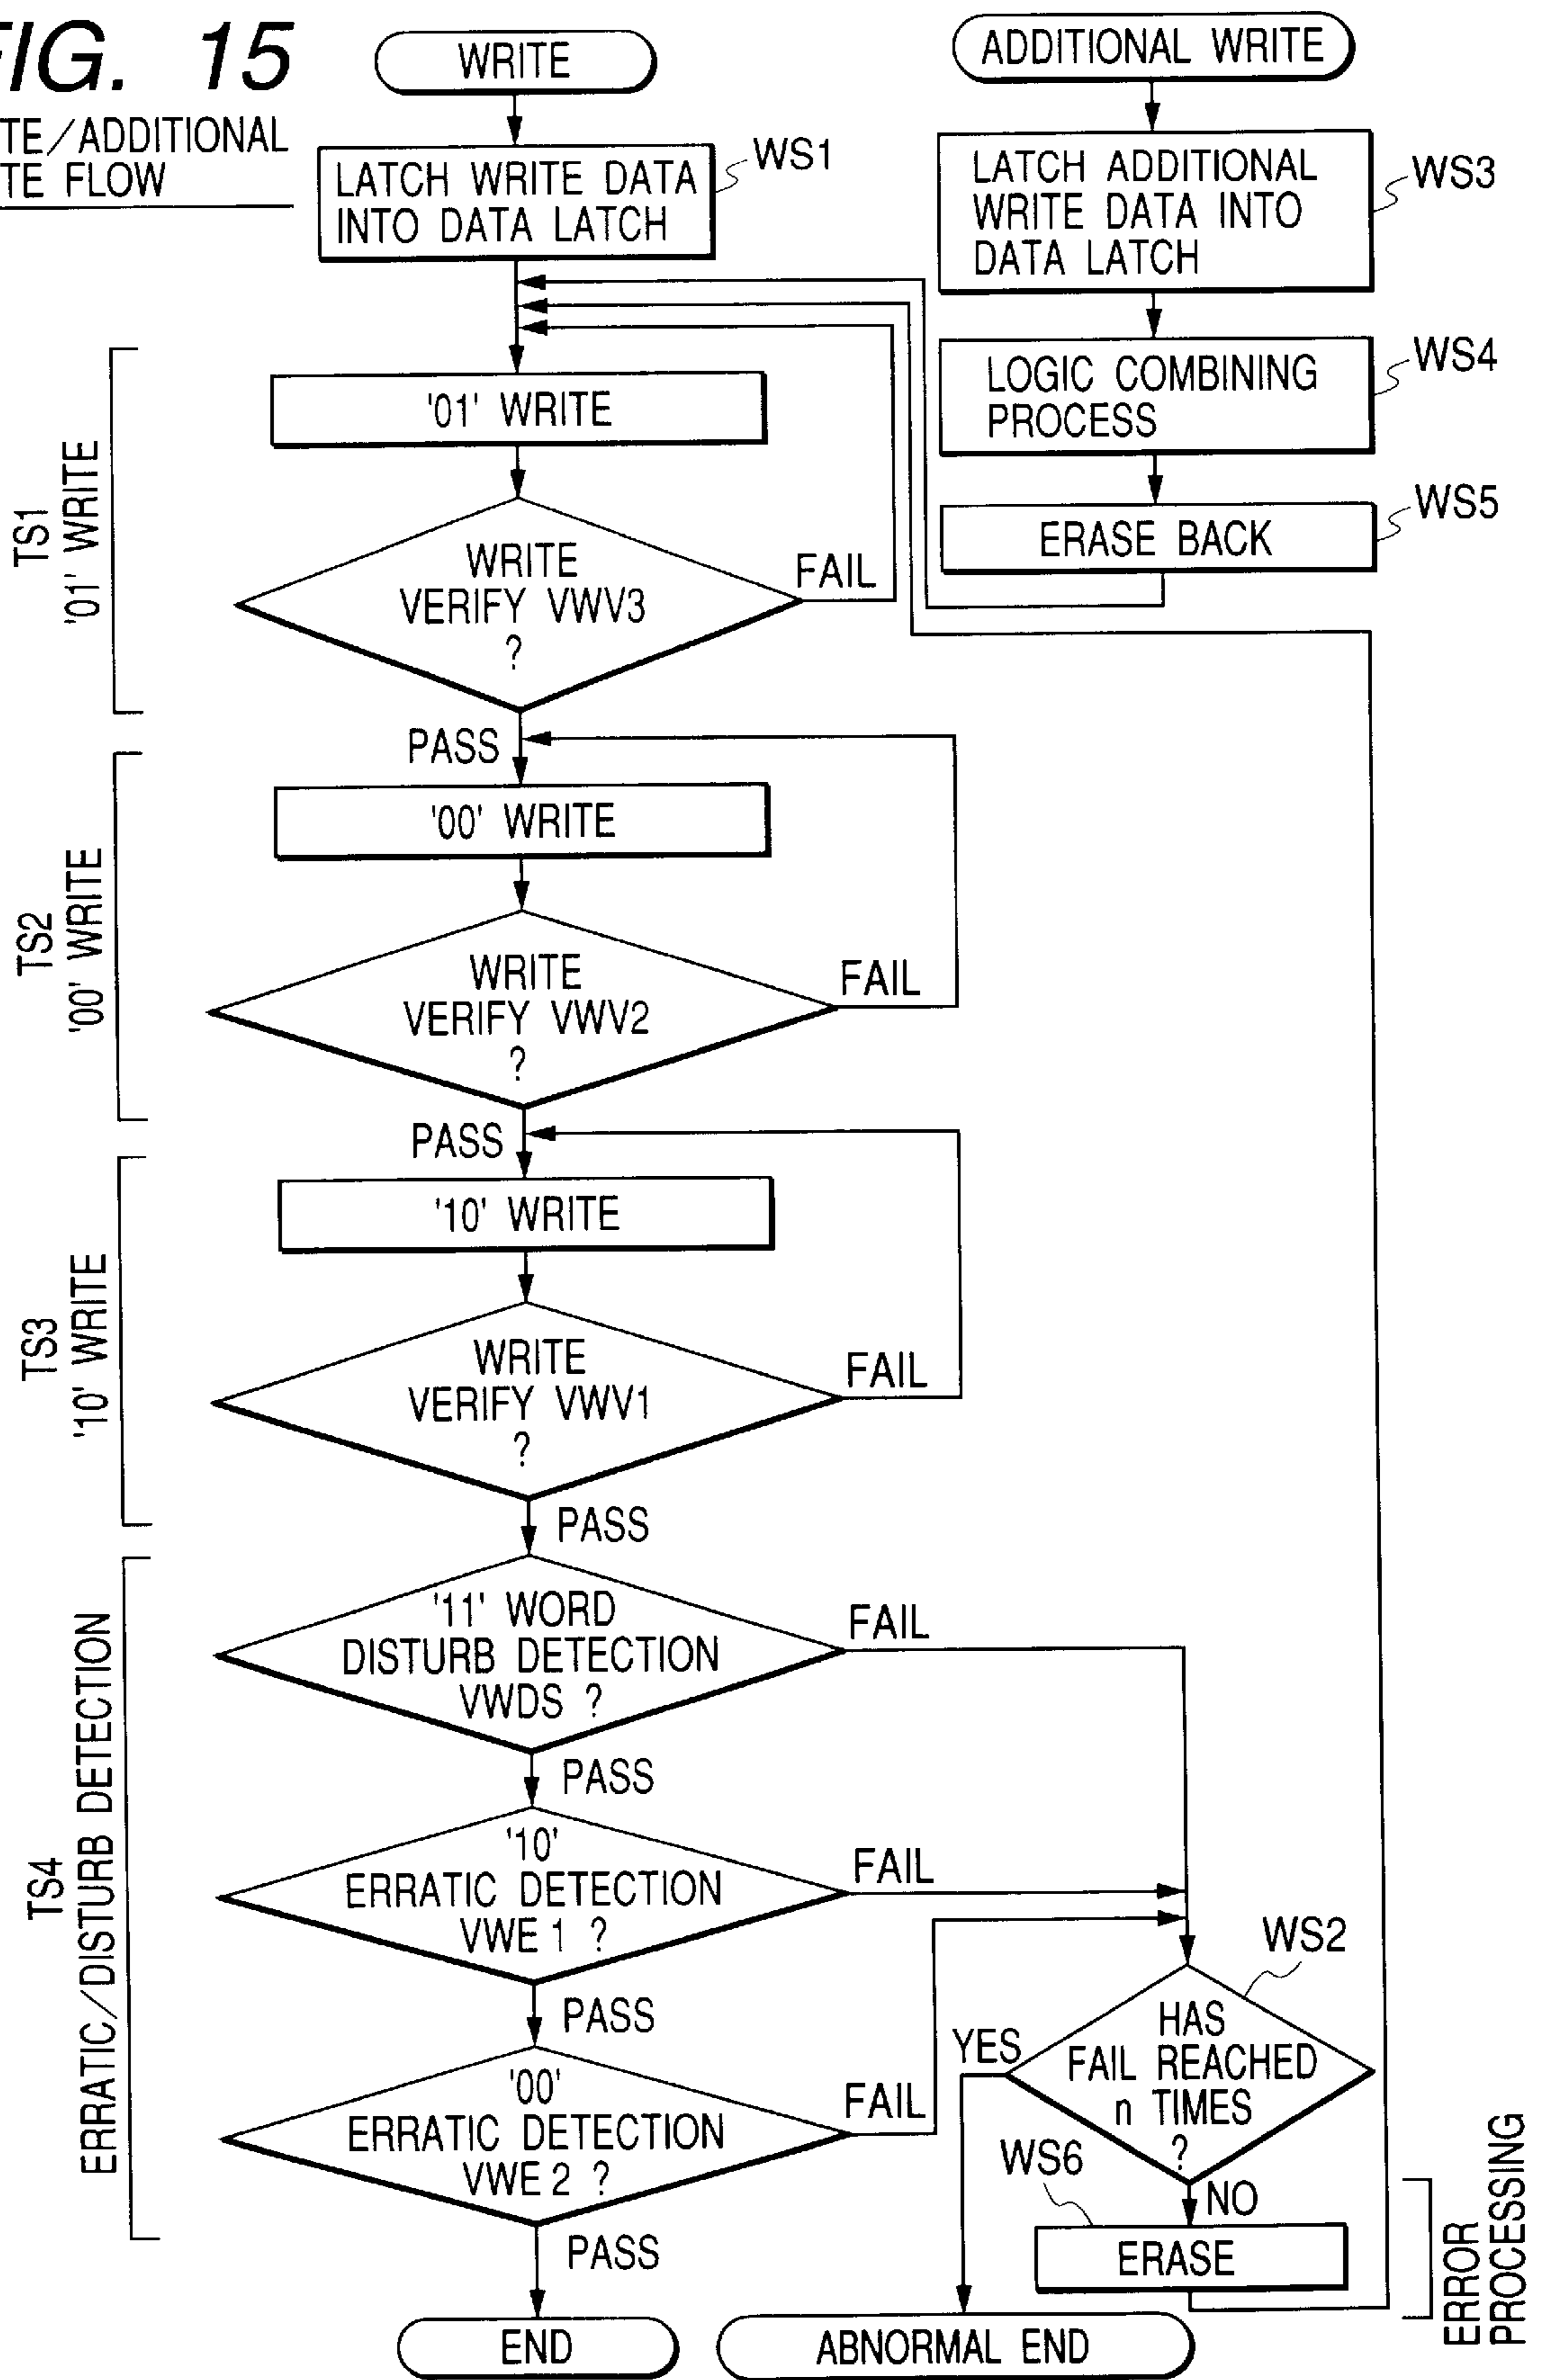 FIG. 15
TE/ADDITIONAL
TE FLOW
WRITE
LATCH WRITE DATA
INTO DATA LATCH
WS1
ADDITIONAL WRITE
LATCH ADDITIONAL
WRITE DATA INTO
DATA LATCH
WS3
LOGIC COMBINING
PROCESS
WS4
ERASE BACK
WS5
TS1
'01' WRITE
'01' WRITE
WRITE
VERIFY VWV3
?
FAIL
PASS
TS2
'00' WRITE
'00' WRITE
WRITE
VERIFY VWV2
?
FAIL
PASS
TS3
'10' WRITE
'10' WRITE
WRITE
VERIFY VWV1
?
FAIL
PASS
TS4
ERRATIC/DISTURB DETECTION
'11' WORD
DISTURB DETECTION
VWDS ?
FAIL
PASS
'10'
ERRATIC DETECTION
VWE 1 ?
FAIL
PASS
'00'
ERRATIC DETECTION
VWE 2 ?
FAIL
PASS
END
WS2
HAS
FAIL REACHED
n TIMES
?
YES
NO
WS6
ERASE
ERROR
PROCESSING
ABNORMAL END